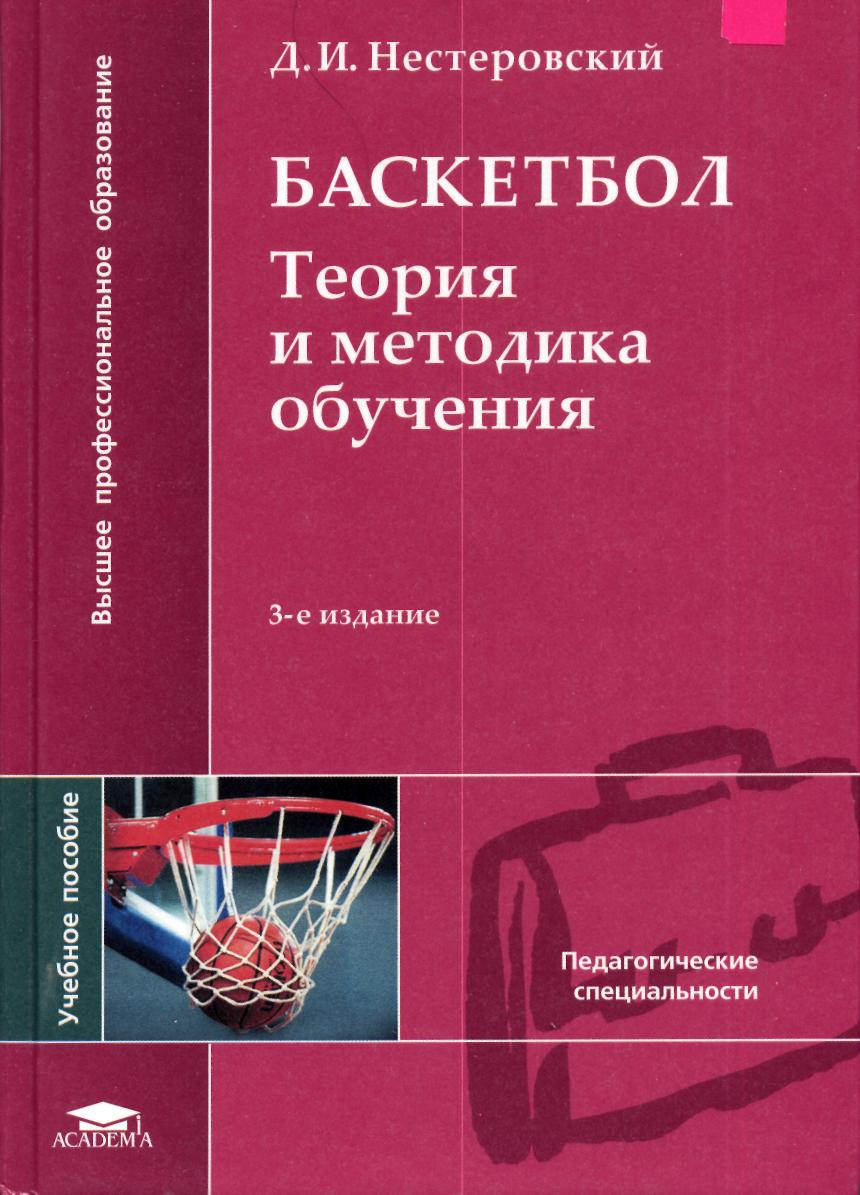 Д. И. Нестеровский
БАСКЕТБОЛ
Теория
и методика
обучения
3-е издание
Высшее профессиональное образование
Учебное пособие
Педагогические
специальности
ACADEMA